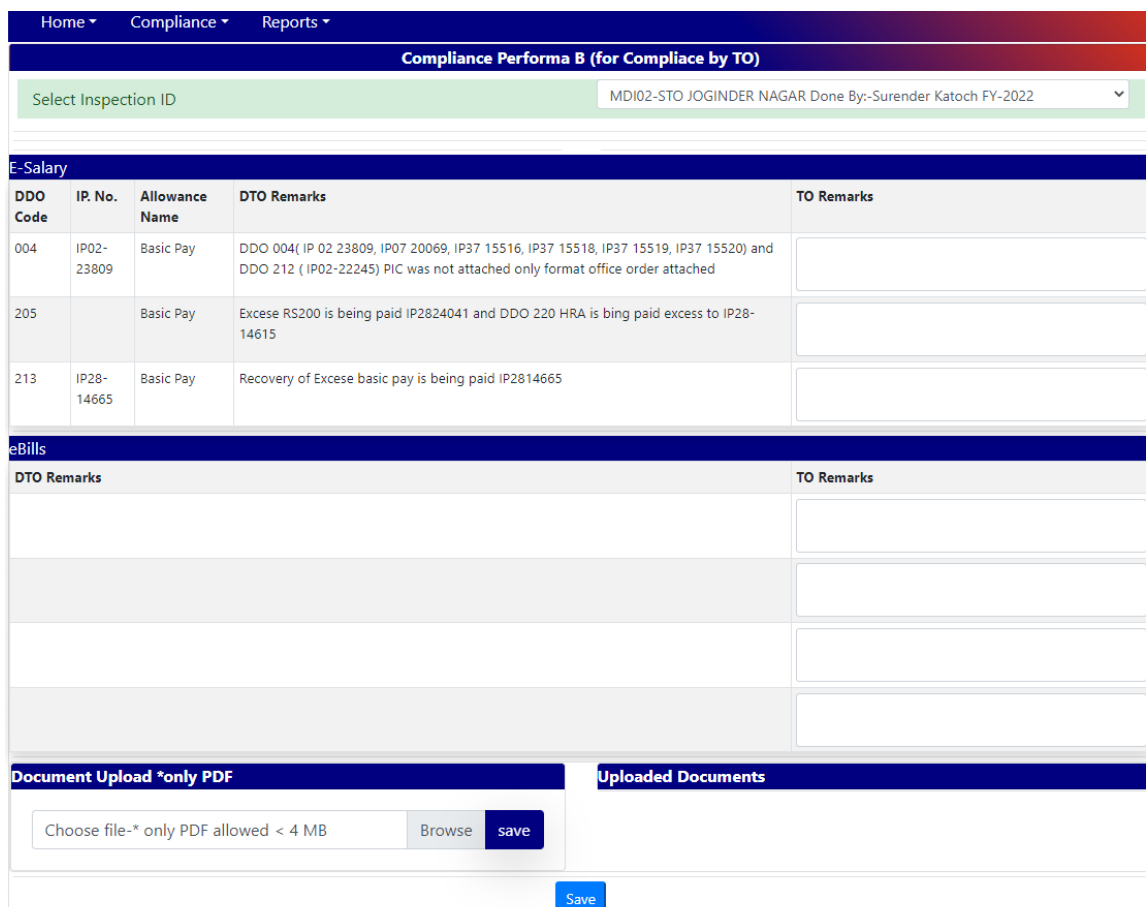 Home Compliance Reports
Compliance Performa B (for Compliace by TO)
Select Inspection ID
MDI02-STO JOGINDER NAGAR Done By:-Surender Katoch FY-2022
E-Salary
DDO Code IP. No. Allowance Name DTO Remarks TO Remarks
004 IP02-23809 Basic Pay DDO 004( IP 02 23809, IP07 20069, IP37 15516, IP37 15518, IP37 15519, IP37 15520) and
DDO 212 ( IP02-22245) PIC was not attached only format office order attached
205 Basic Pay Excese RS200 is being paid IP2824041 and DDO 220 HRA is bing paid excess to IP28-
14615
213 IP28-14665 Basic Pay Recovery of Excese basic pay is being paid IP2814665
eBills
DTO Remarks TO Remarks
Document Upload *only PDF
Uploaded Documents
Choose file-* only PDF allowed < 4 MB Browse save
Save